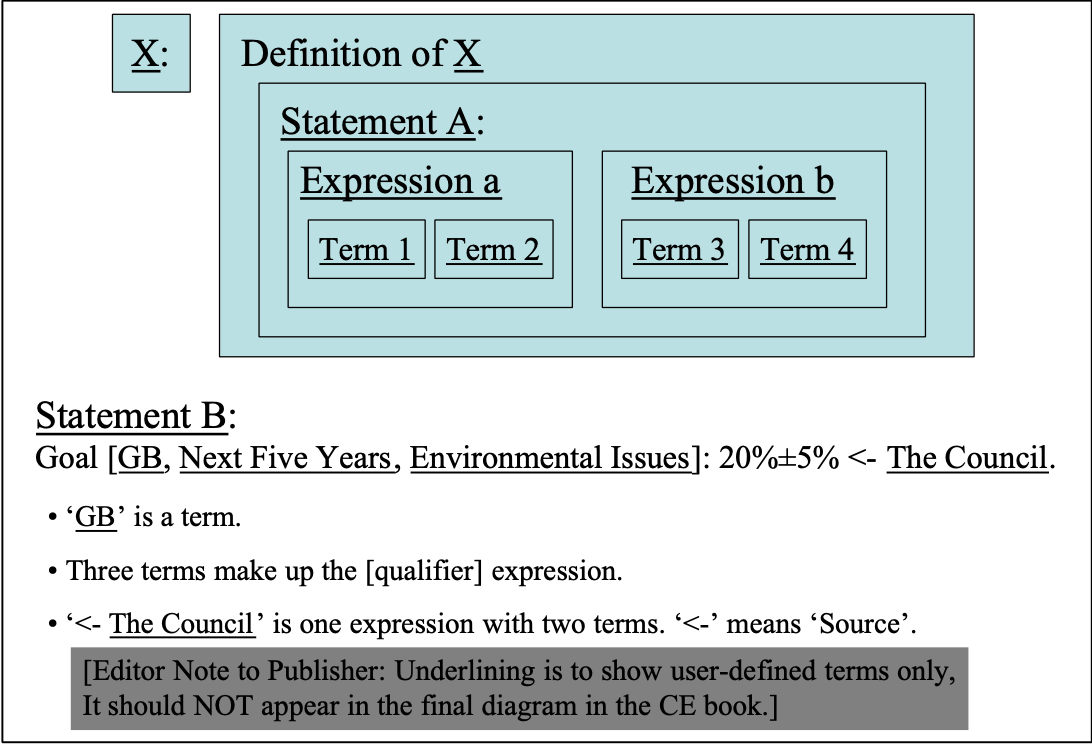 X:
Definition of X
Statement A:
Expression a
Term 1 Term 2
Expression b
Term 3 Term 4
Statement B:
Goal [GB, Next Five Years, Environmental Issues]: 20%±5% <- The Council.
• ‘GB’ is a term.
• Three terms make up the [qualifier] expression.
• ‘<- The Council’ is one expression with two terms. ‘<-’ means ‘Source’.
[Editor Note to Publisher: Underlining is to show user-defined terms only,
It should NOT appear in the final diagram in the CE book.]